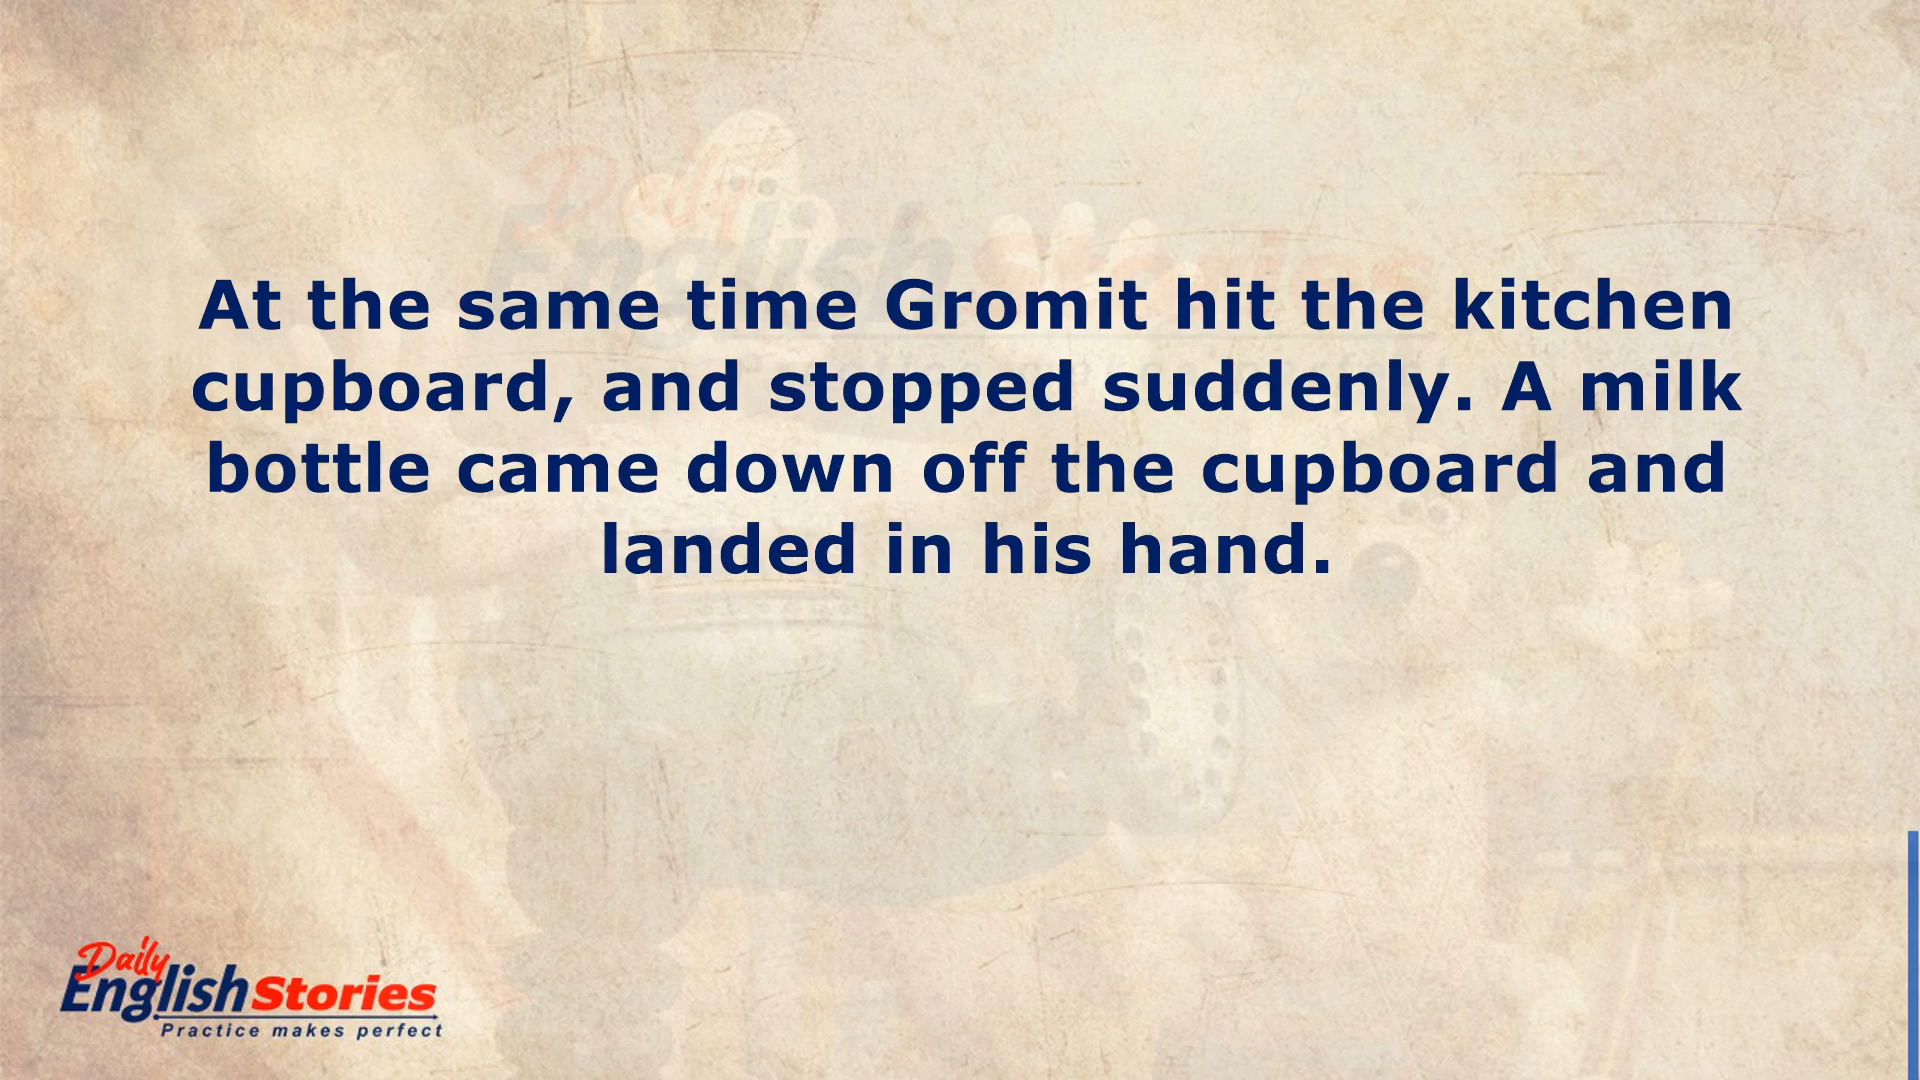 At the same time Gromit hit the kitchen
cupboard, and stopped suddenly. A milk
bottle came down off the cupboard and
landed in his hand.
Daily
English Stories
Practice makes perfect